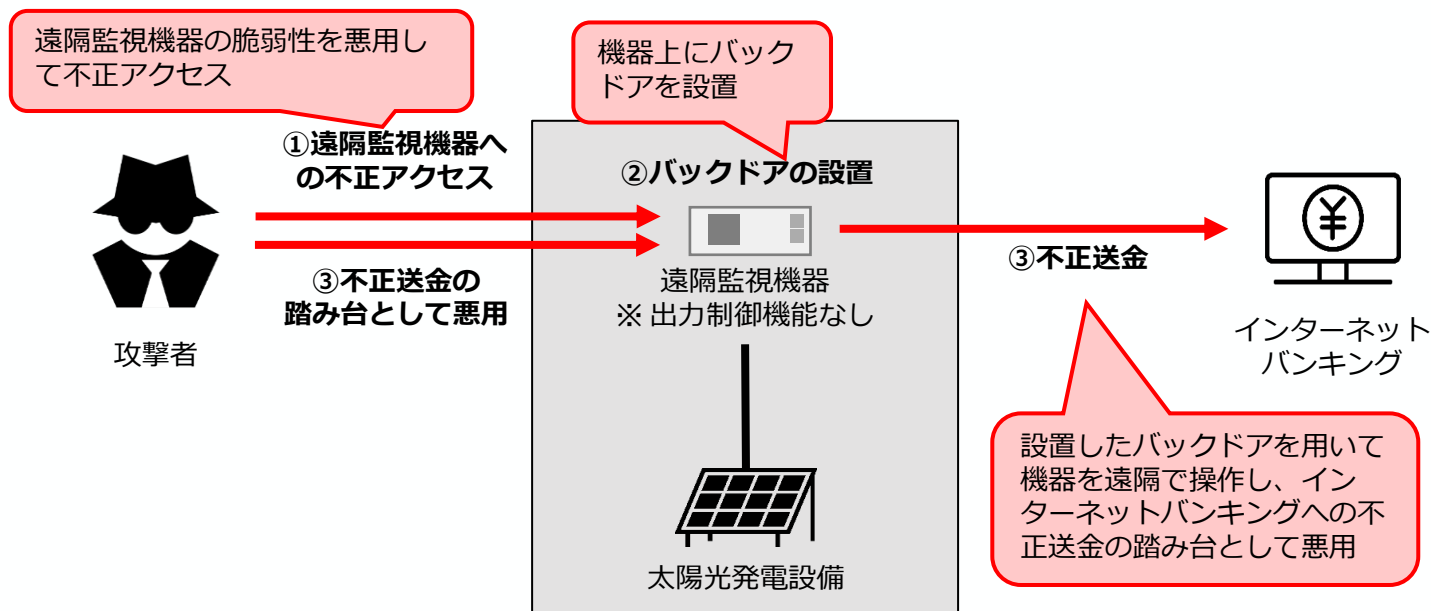 遠隔監視機器の脆弱性を悪用し
て不正アクセス
機器上にバック
ドアを設置
①遠隔監視機器へ
の不正アクセス
②バックドアの設置
③不正送金の
踏み台として悪用
遠隔監視機器
※ 出力制御機能なし
③不正送金
攻撃者
インターネット
バンキング
設置したバックドアを用いて
機器を遠隔で操作し、イン
ターネットバンキングへの不
正送金の踏み台として悪用
太陽光発電設備